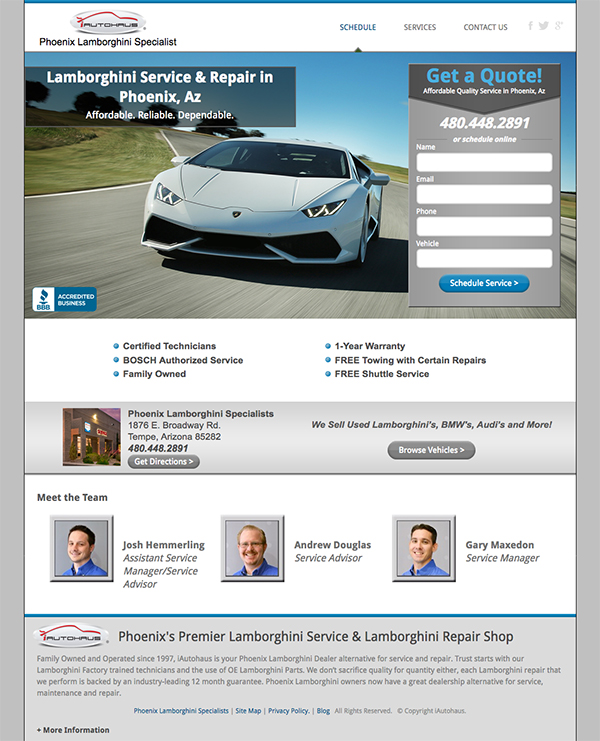 iAUTOHAUS
Phoenix Lamborghini Specialist
SCHEDULE
SERVICES
CONTACT US
Lamborghini Service & Repair in
Phoenix, Az
Affordable. Reliable. Dependable.
Get a Quote!
Affordable Quality Service in Phoenix, Az
480.448.2891
or schedule online
Name
Email
Phone
Vehicle
Schedule Service >
BBB
ACCREDITED
BUSINESS
Certified Technicians
BOSCH Authorized Service
Family Owned
1-Year Warranty
FREE Towing with Certain Repairs
FREE Shuttle Service
Phoenix Lamborghini Specialists
1876 E. Broadway Rd.
Tempe, Arizona 85282
480.448.2891
Get Directions >
We Sell Used Lamborghini's, BMW's, Audi's and More!
Browse Vehicles >
Meet the Team
Josh Hemmerling
Assistant Service
Manager/Service
Advisor
Andrew Douglas
Service Advisor
Gary Maxedon
Service Manager
iAUTOHAUS
Phoenix's Premier Lamborghini Service & Lamborghini Repair Shop
Family Owned and Operated since 1997, iAutohaus is your Phoenix Lamborghini Dealer alternative for service and repair. Trust starts with our
Lamborghini Factory trained technicians and the use of OE Lamborghini Parts. We don't sacrifice quality for quantity either, each Lamborghini repair that
we perform is backed by an industry-leading 12 month guarantee. Phoenix Lamborghini owners now have a great dealership alternative for service,
maintenance and repair.
Phoenix Lamborghini Specialists | Site Map | Privacy Policy. | Blog All Rights Reserved. © Copyright iAutohaus.
+ More Information